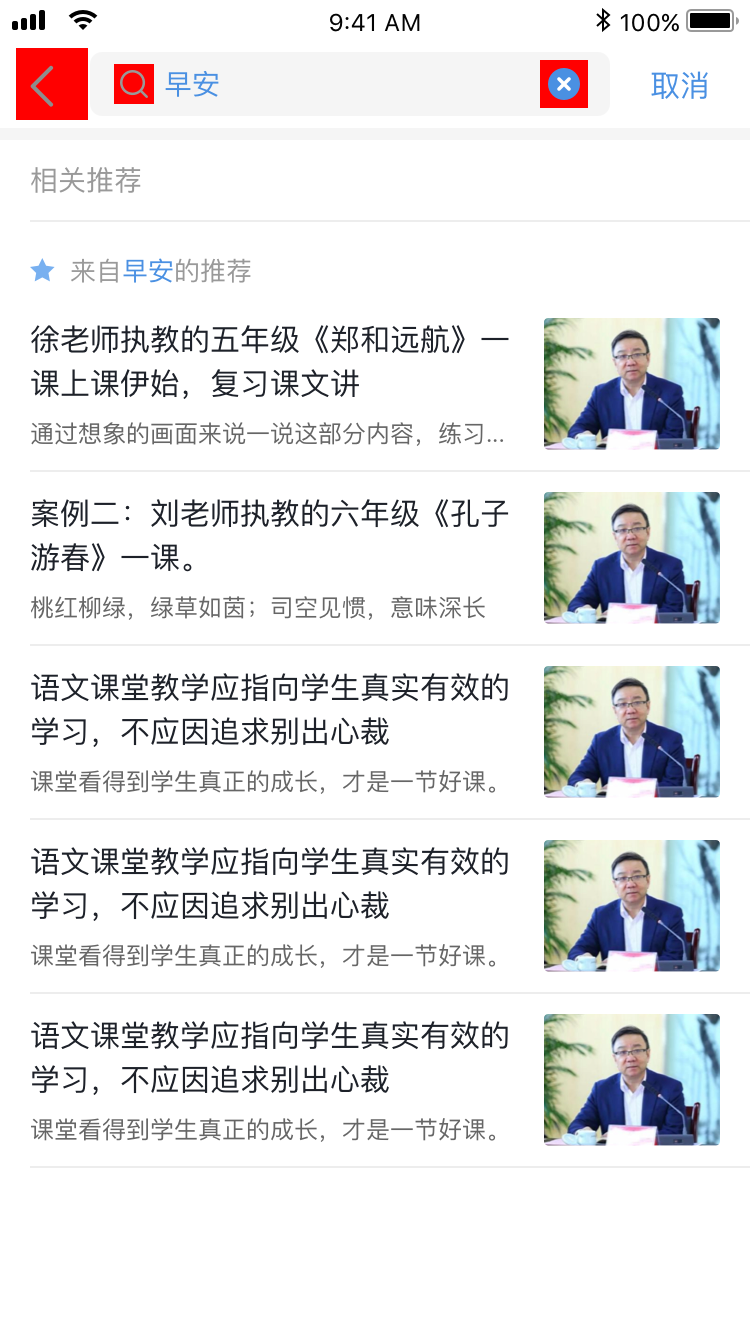 9:41 AM
100%
早安
取消
相关推荐
来自早安的推荐
徐老师执教的五年级《郑和远航》一
课上课伊始，复习课文讲
通过想象的画面来说一说这部分内容，练习...
案例二：刘老师执教的六年级《孔子
游春》一课。
桃红柳绿，绿草如茵；司空见惯，意味深长
语文课堂教学应指向学生真实有效的
学习，不应因追求别出心裁
课堂看得到学生真正的成长，才是一节好课。
语文课堂教学应指向学生真实有效的
学习，不应因追求别出心裁
课堂看得到学生真正的成长，才是一节好课。
语文课堂教学应指向学生真实有效的
学习，不应因追求别出心裁
课堂看得到学生真正的成长，才是一节好课。